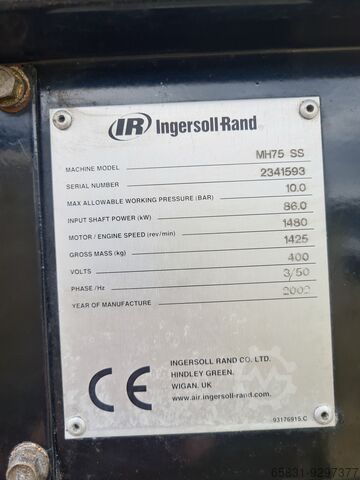 IR Ingersoll-Rand
MACHINE MODEL MH75 SS
SERIAL NUMBER 2341593
MAX ALLOWABLE WORKING PRESSURE (BAR) 10.0
INPUT SHAFT POWER (kW) 86.0
MOTOR / ENGINE SPEED (rev/min) 1480
GROSS MASS (kg) 1425
VOLTS 400
PHASE/Hz 3/50
YEAR OF MANUFACTURE 2002
CE
INGERSOLL RAND CO. LTD.
HINDLEY GREEN,
WIGAN. UK
www.air.ingersoll-rand.com
93176915.C
65831-9297377